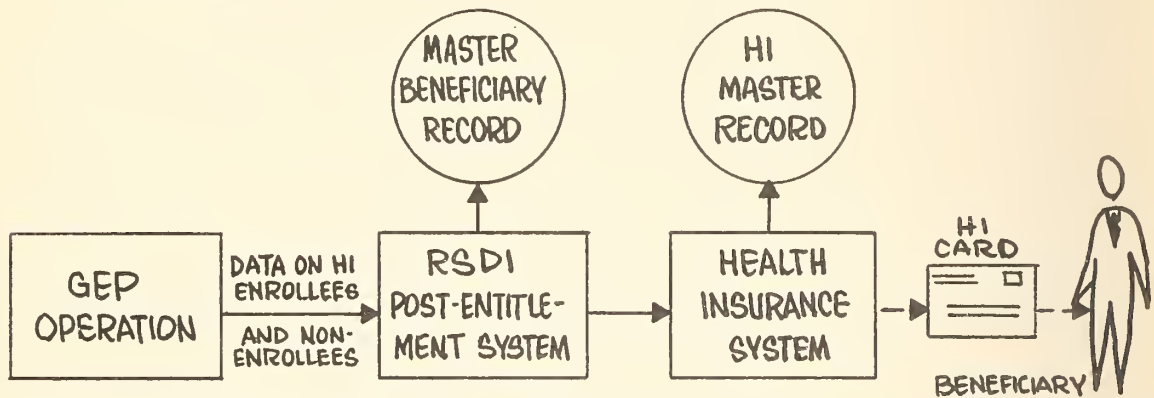 MASTER
BENEFICIARY
RECORD
HI
MASTER
RECORD
GEP
OPERATION
DATA ON HI
ENROLLEES
AND NON-
ENROLLEES
RSDI
POST-ENTITLE-
MENT SYSTEM
HEALTH
INSURANCE
SYSTEM
HI
CARD
BENEFICIARY